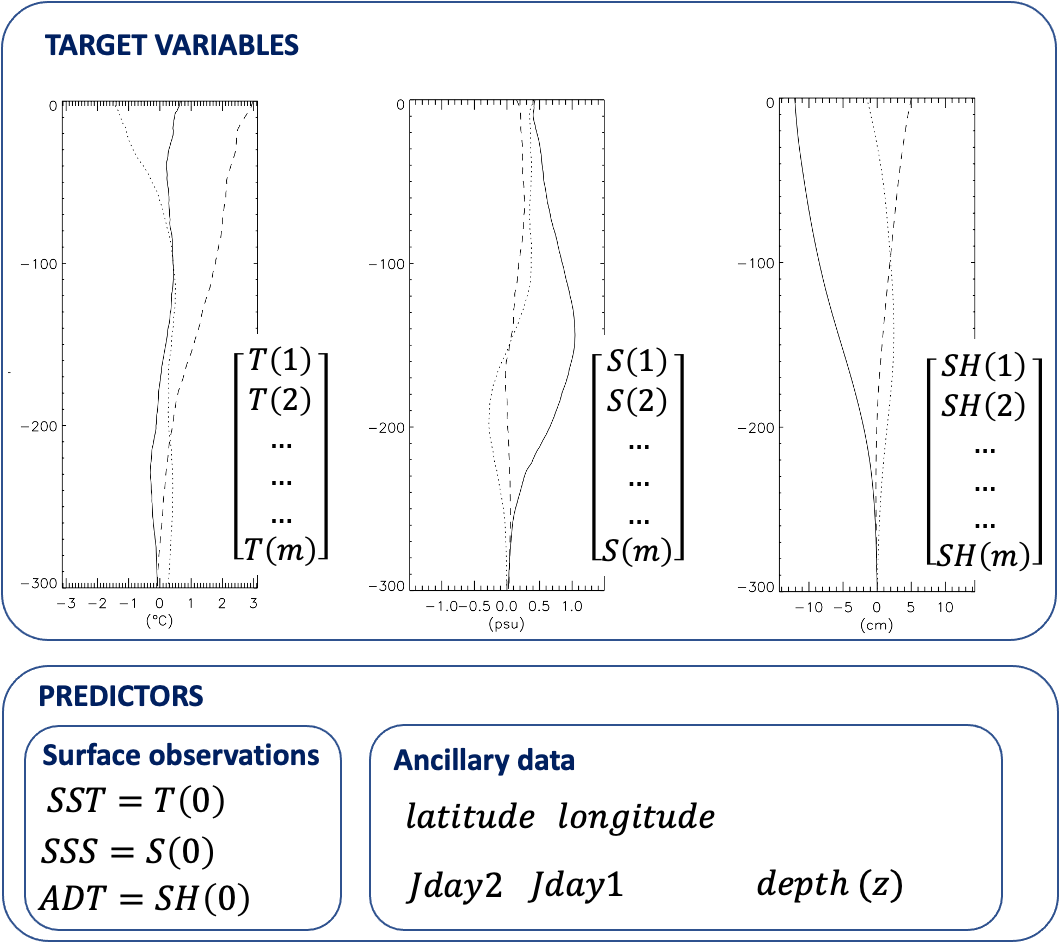 TARGET VARIABLES
0
-100
-200
-300
-3 -2 -1 0 1 2 3
(°C)
T(1)
T(2)
...
...
...
T(m)
0
-100
-200
-300
-1.0-0.5 0.0 0.5 1.0
(psu)
S(1)
S(2)
...
...
...
S(m)
0
-100
-200
-300
-10 -5 0 5 10
(cm)
SH(1)
SH(2)
...
...
...
SH(m)
PREDICTORS
Surface observations
SST = T(0)
SSS = S(0)
ADT = SH(0)
Ancillary data
latitude longitude
Jday2 Jday1 depth (z)